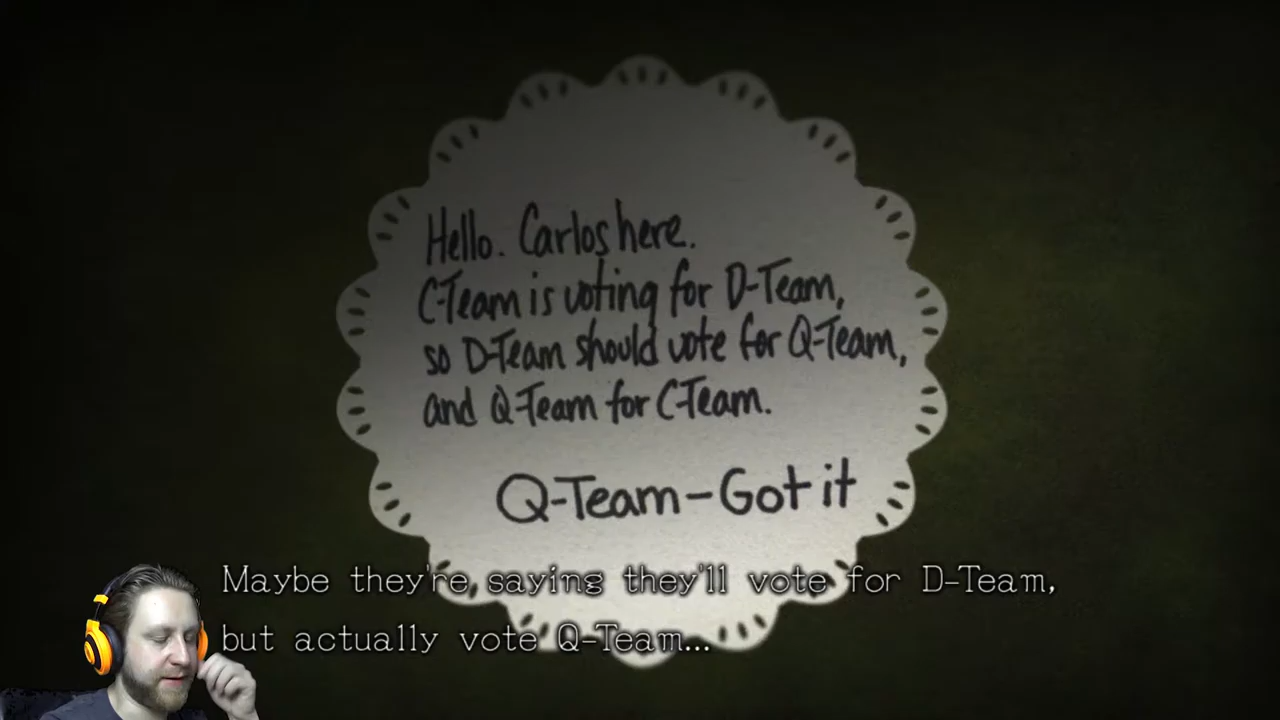 Hello. Carlos here.
C-Team is voting for D-Team,
so D-Team should vote for Q-Team,
and Q-Team for C-Team.
Q-Team-Got it
Maybe they're saying they'll vote for D-Team,
but actually vote Q-Team...